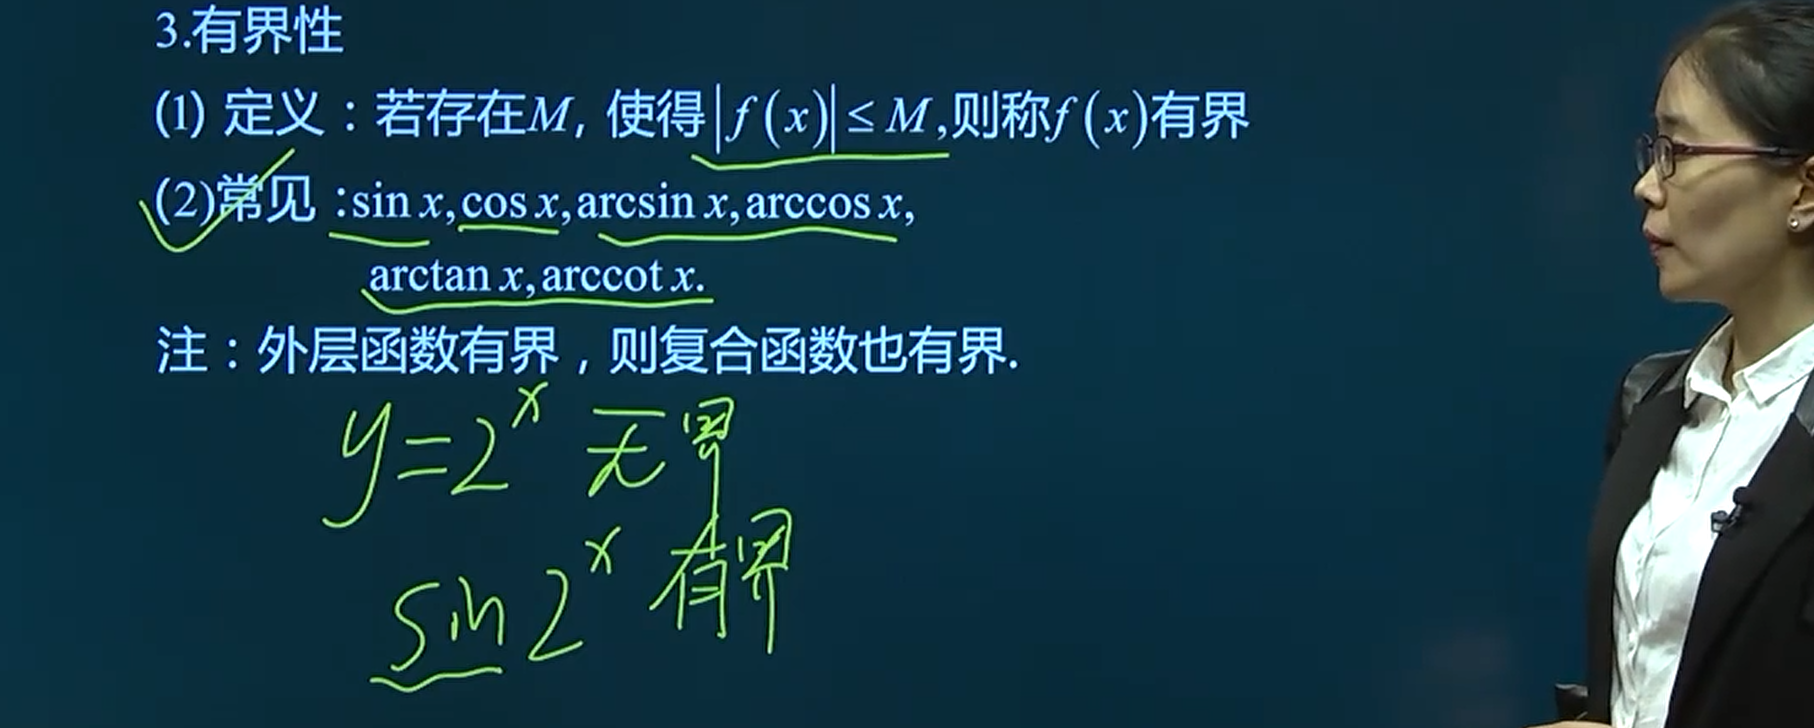 3.有界性
(1) 定义：若存在M, 使得|f(x)|≤M,则称f(x)有界
(2)常见:sin x,cos x,arcsin x,arccos x,
arctan x,arccot x.
注：外层函数有界，则复合函数也有界.
y=2^x 无界
sin 2^x 有界